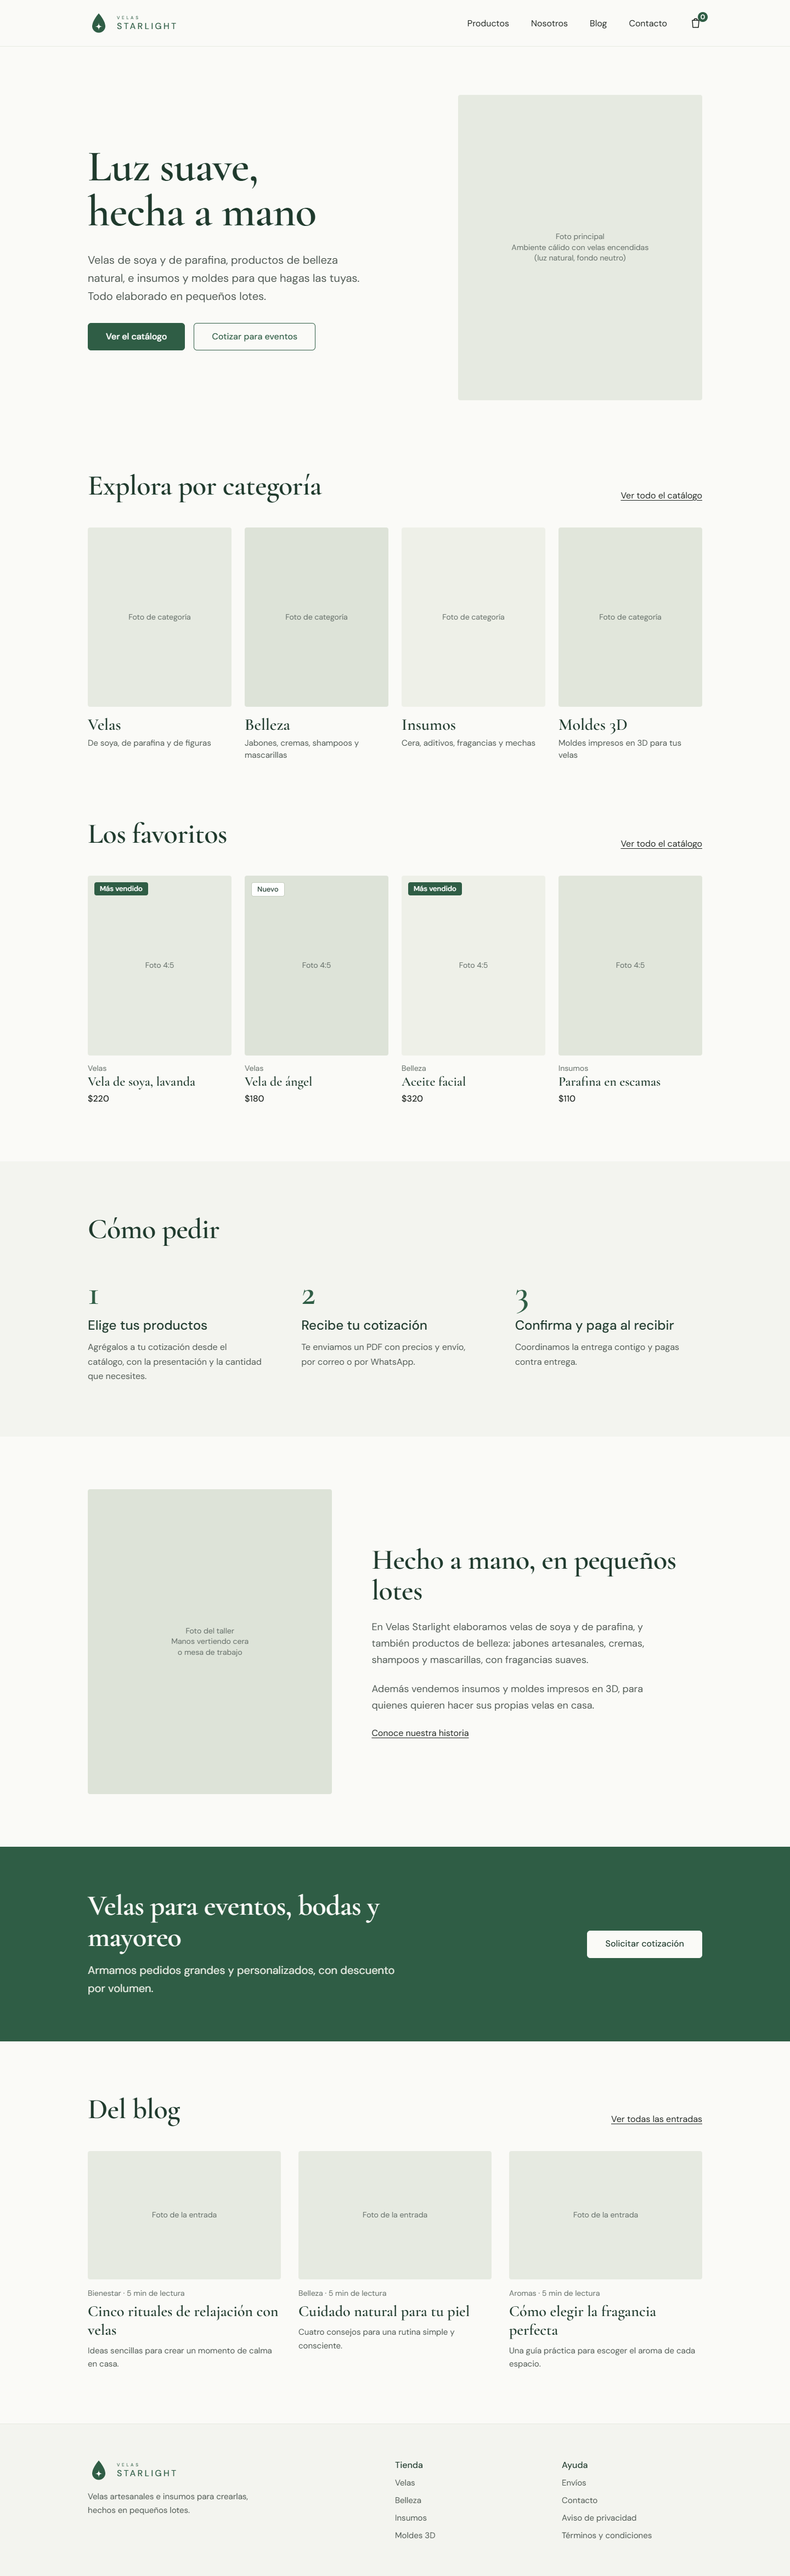 VELAS
STARLIGHT
Productos
Nosotros
Blog
Contacto
0
Luz suave,
hecha a mano
Velas de soya y de parafina, productos de belleza
natural, e insumos y moldes para que hagas las tuyas.
Todo elaborado en pequeños lotes.
Ver el catálogo
Cotizar para eventos
Foto principal
Ambiente cálido con velas encendidas
(luz natural, fondo neutro)
Explora por categoría
Ver todo el catálogo
Foto de categoría
Foto de categoría
Foto de categoría
Foto de categoría
Velas
De soya, de parafina y de figuras
Belleza
Jabones, cremas, shampoos y
mascarillas
Insumos
Cera, aditivos, fragancias y mechas
Moldes 3D
Moldes impresos en 3D para tus
velas
Los favoritos
Ver todo el catálogo
Más vendido
Foto 4:5
Nuevo
Foto 4:5
Más vendido
Foto 4:5
Foto 4:5
Velas
Vela de soya, lavanda
$220
Velas
Vela de ángel
$180
Belleza
Aceite facial
$320
Insumos
Parafina en escamas
$110
Cómo pedir
1
Elige tus productos
Agrégalos a tu cotización desde el
catálogo, con la presentación y la cantidad
que necesites.
2
Recibe tu cotización
Te enviamos un PDF con precios y envío,
por correo o por WhatsApp.
3
Confirma y paga al recibir
Coordinamos la entrega contigo y pagas
contra entrega.
Foto del taller
Manos vertiendo cera
o mesa de trabajo
Hecho a mano, en pequeños
lotes
En Velas Starlight elaboramos velas de soya y de parafina, y
también productos de belleza: jabones artesanales, cremas,
shampoos y mascarillas, con fragancias suaves.
Además vendemos insumos y moldes impresos en 3D, para
quienes quieren hacer sus propias velas en casa.
Conoce nuestra historia
Velas para eventos, bodas y
mayoreo
Armamos pedidos grandes y personalizados, con descuento
por volumen.
Solicitar cotización
Del blog
Ver todas las entradas
Foto de la entrada
Foto de la entrada
Foto de la entrada
Bienestar · 5 min de lectura
Cinco rituales de relajación con
velas
Ideas sencillas para crear un momento de calma
en casa.
Belleza · 5 min de lectura
Cuidado natural para tu piel
Cuatro consejos para una rutina simple y
consciente.
Aromas · 5 min de lectura
Cómo elegir la fragancia
perfecta
Una guía práctica para escoger el aroma de cada
espacio.
VELAS
STARLIGHT
Velas artesanales e insumos para crearlas,
hechos en pequeños lotes.
Tienda
Velas
Belleza
Insumos
Moldes 3D
Ayuda
Envíos
Contacto
Aviso de privacidad
Términos y condiciones